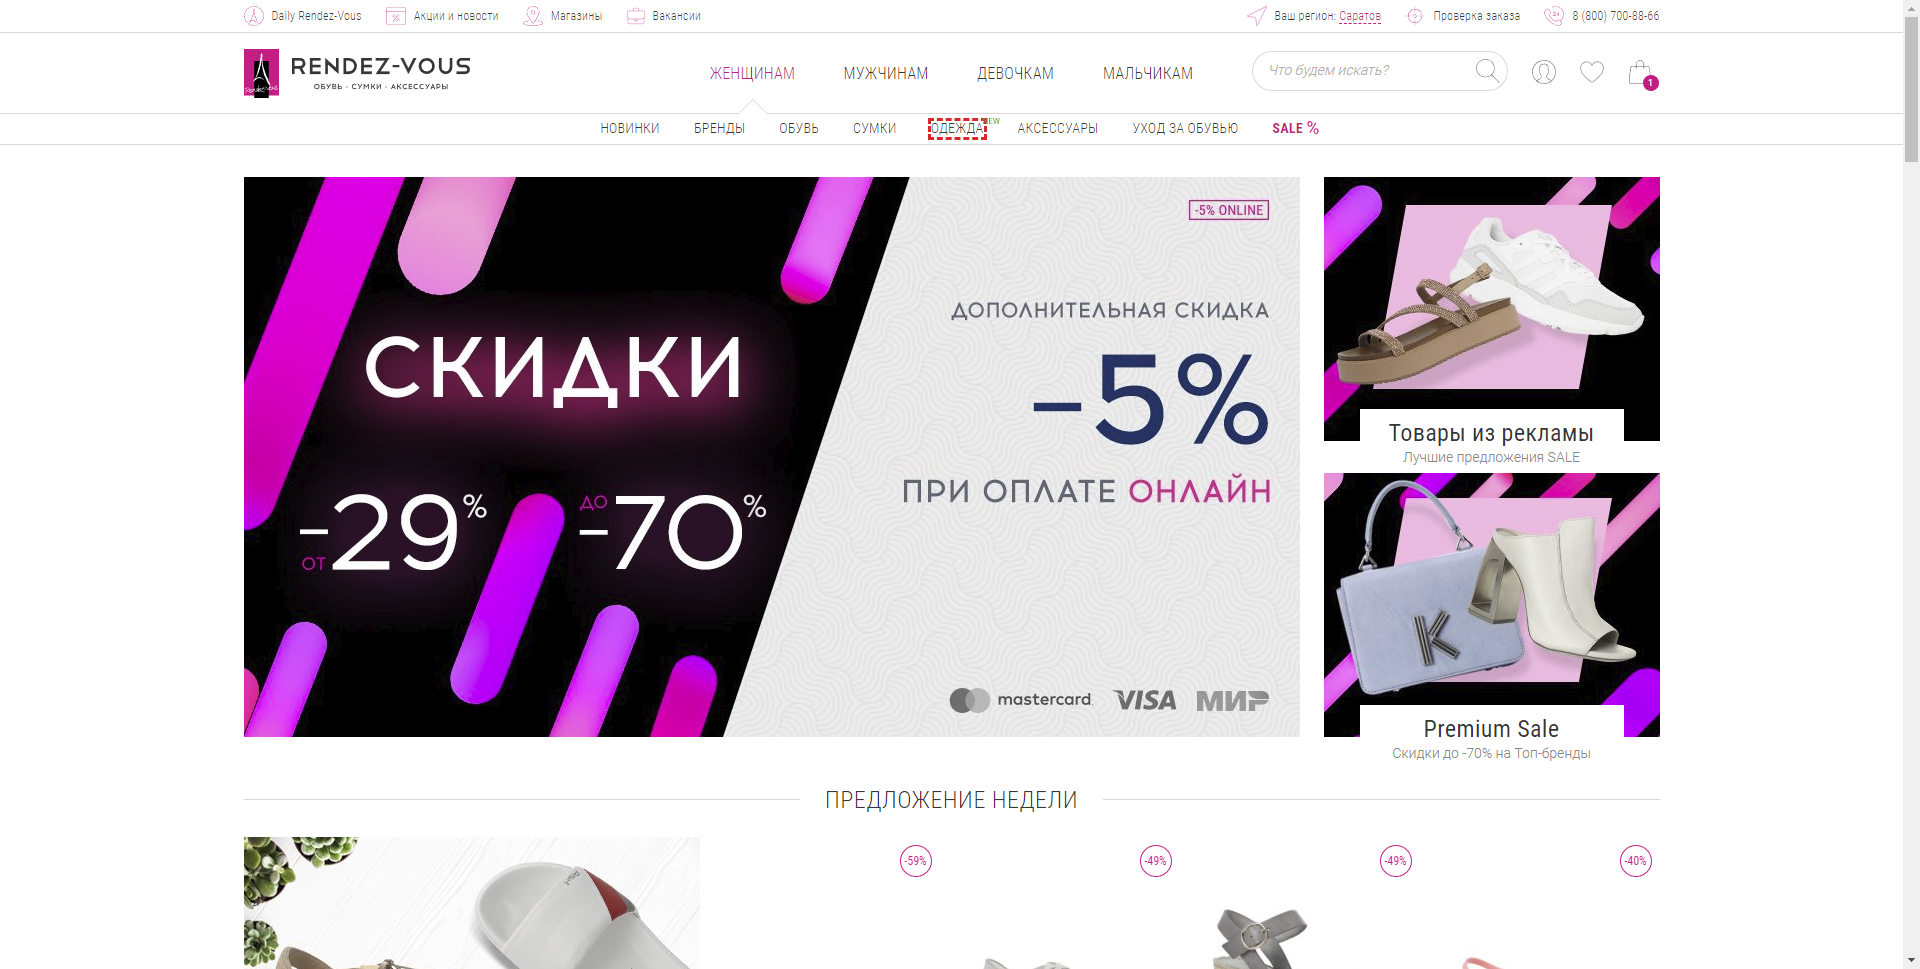 Daily Rendez-Vous
Акции и новости
Магазины
Вакансии
Ваш регион: Саратов
Проверка заказа
8 (800) 700-88-66
RENDEZ-VOUS
ОБУВЬ · СУМКИ · АКСЕССУАРЫ
ЖЕНЩИНАМ
МУЖЧИНАМ
ДЕВОЧКАМ
МАЛЬЧИКАМ
Что будем искать?
1
НОВИНКИ
БРЕНДЫ
ОБУВЬ
СУМКИ
ОДЕЖДА
NEW
АКСЕССУАРЫ
УХОД ЗА ОБУВЬЮ
SALE %
СКИДКИ
ОТ -29%
ДО -70%
-5% ONLINE
ДОПОЛНИТЕЛЬНАЯ СКИДКА
-5%
ПРИ ОПЛАТЕ ОНЛАЙН
mastercard.
VISA
МИР
Товары из рекламы
Лучшие предложения SALE
K
Premium Sale
Скидки до -70% на Топ-бренды
ПРЕДЛОЖЕНИЕ НЕДЕЛИ
-59%
-49%
-49%
-40%